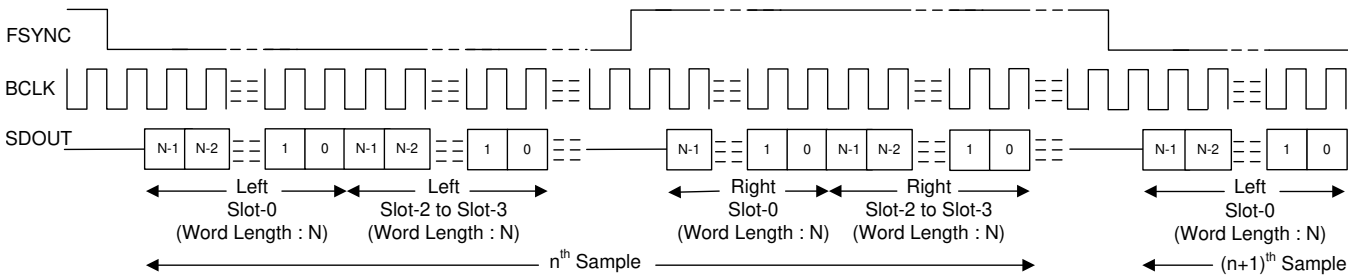 FSYNC
BCLK
SDOUT
N-1 N-2 1 0 N-1 N-2 1 0 N-1 1 0 N-1 N-2 1 0 N-1 N-2 1 0
Left Left Right Right Left
Slot-0 Slot-2 to Slot-3 Slot-0 Slot-2 to Slot-3 Slot-0
(Word Length : N) (Word Length : N) (Word Length : N) (Word Length : N) (Word Length : N)
nth Sample (n+1)th Sample